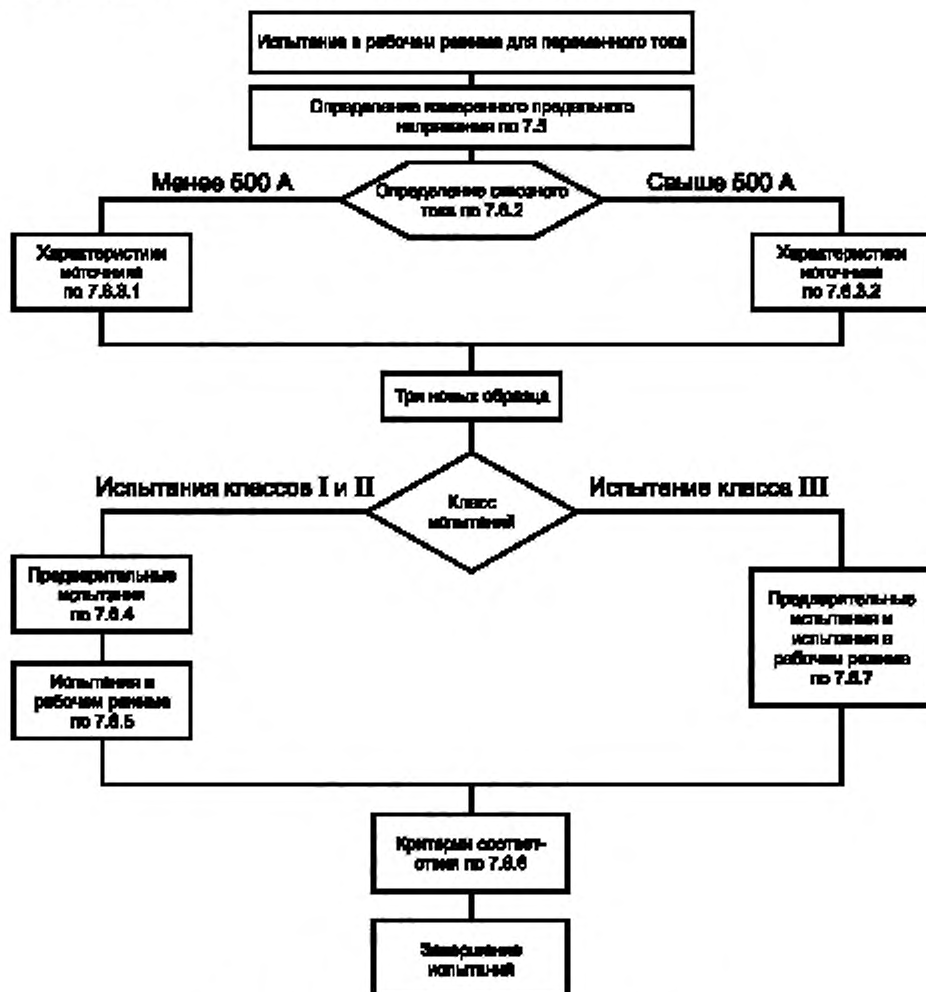 Испытание в рабочем режиме для переменного тока
Определение измеренного предельного
напряжения по 7.5
Менее 500 А
Определение сквозного
тока по 7.6.2
Свыше 500 А
Характеристики
источника
по 7.6.3.1
Характеристики
источника
по 7.6.3.2
Три новых образца
Испытания классов I и II
Класс
испытаний
Испытание класса III
Предварительные
испытания
по 7.6.4
Предварительные
испытания и
испытания в
рабочем режиме
по 7.6.7
Испытания в
рабочем режиме
по 7.6.5
Критерии соответ-
ствия по 7.6.6
Завершение
испытаний